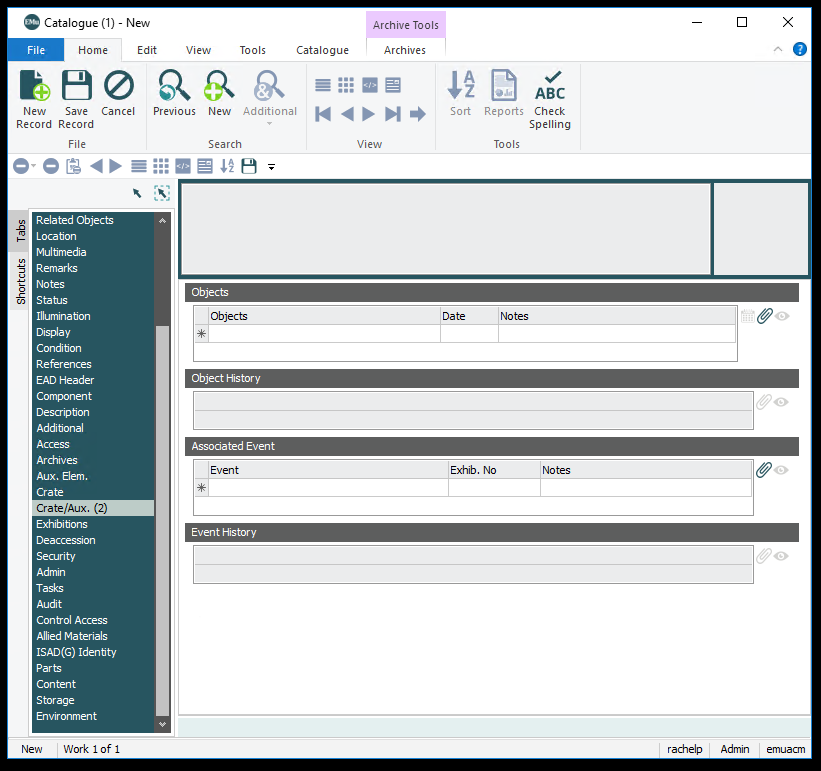 EMu Catalogue (1) - New
Archive Tools
File Home Edit View Tools Catalogue Archives
New Record
Save Record
Cancel
Previous
New
Additional
Sort
Reports
ABC
Check Spelling
File Search View Tools
Tabs
Shortcuts
Related Objects
Location
Multimedia
Remarks
Notes
Status
Illumination
Display
Condition
References
EAD Header
Component
Description
Additional
Access
Archives
Aux. Elem.
Crate
Crate/Aux. (2)
Exhibitions
Deaccession
Security
Admin
Tasks
Audit
Control Access
Allied Materials
ISAD(G) Identity
Parts
Content
Storage
Environment
Objects
Objects Date Notes
Object History
Associated Event
Event Exhib. No Notes
Event History
New Work 1 of 1 rachelp Admin emuacm